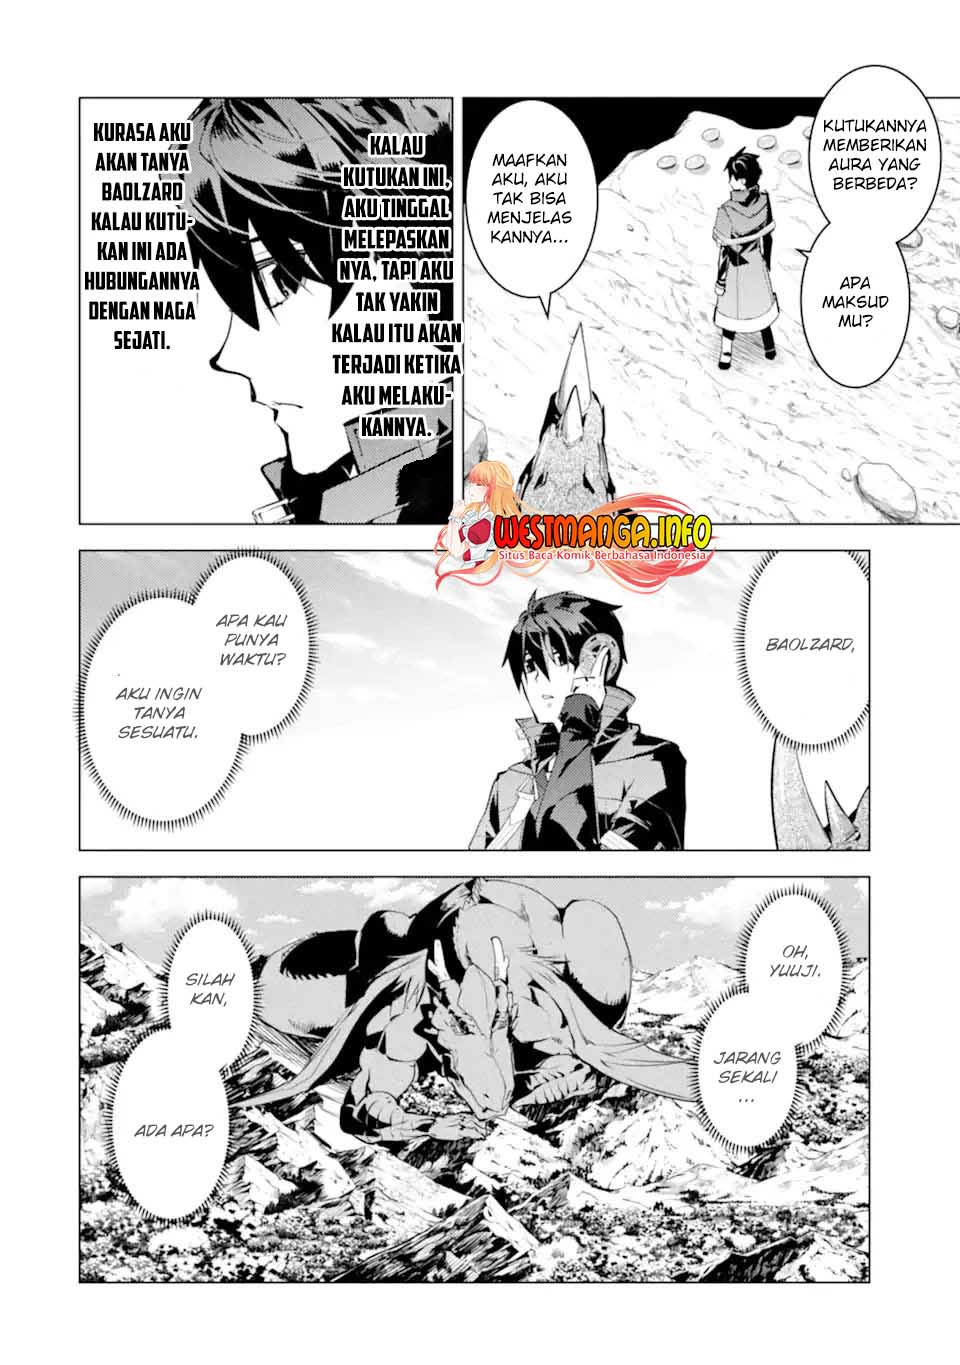 KUTUKANNYA
MEMBERIKAN
AURA YANG
BERBEDA?
APA
MAKSUD
MU?
MAAFKAN
AKU, AKU
TAK BISA
MENJELAS
KANNYA...
KALAU
KUTUKAN INI,
AKU TINGGAL
MELEPASKAN
NYA, TAPI AKU
TAK YAKIN
KALAU ITU AKAN
TERJADI KETIKA
AKU MELAKU-
KANNYA.
KURASA AKU
AKAN TANYA
BAOLZARD
KALAU KUTU-
KAN INI ADA
HUBUNGANNYA
DENGAN NAGA
SEJATI.
WESTMANGA.INFO
Situs Baca Komik Berbahasa Indonesia
BAOLZARD,
APA KAU
PUNYA
WAKTU?
AKU INGIN
TANYA
SESUATU.
OH,
YUUJI.
JARANG
SEKALI
...
SILAH
KAN,
ADA APA?